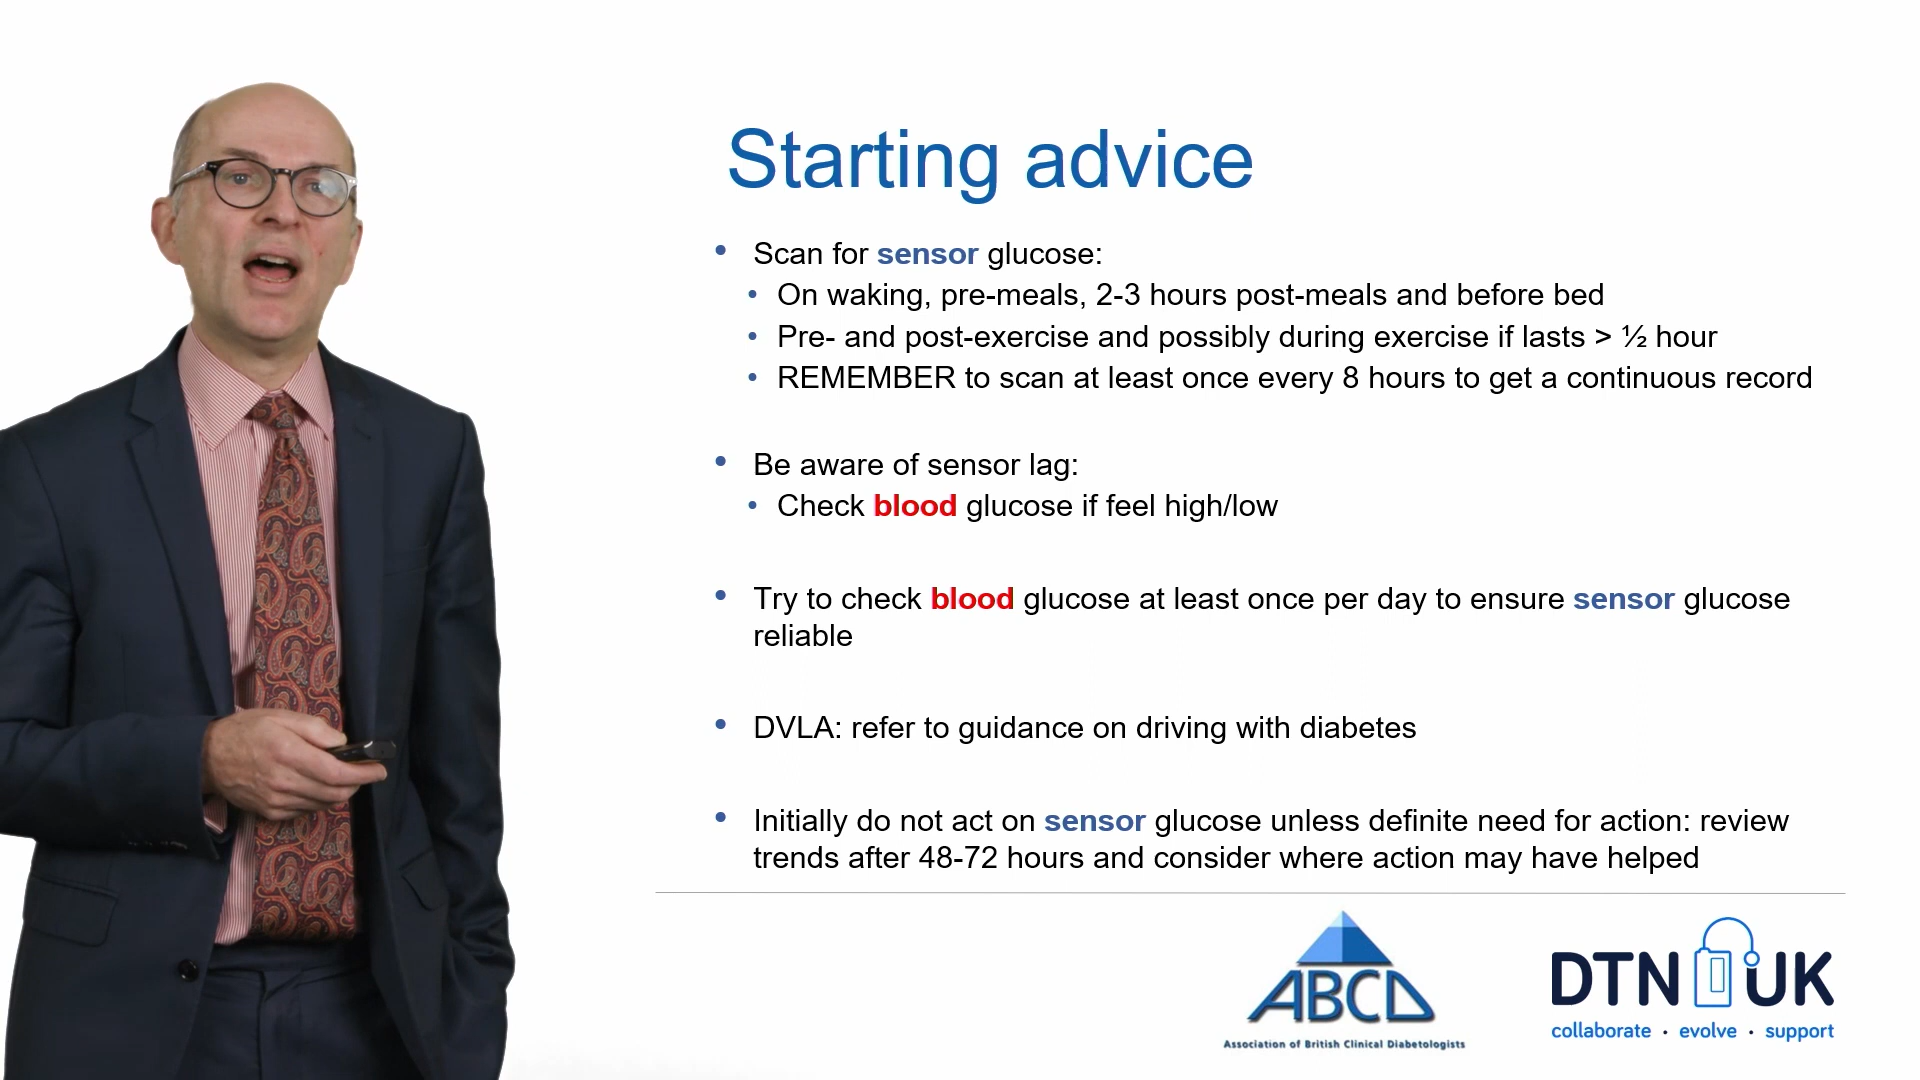 Starting advice
• Scan for sensor glucose:
• On waking, pre-meals, 2-3 hours post-meals and before bed
• Pre- and post-exercise and possibly during exercise if lasts > ½ hour
• REMEMBER to scan at least once every 8 hours to get a continuous record
• Be aware of sensor lag:
• Check blood glucose if feel high/low
• Try to check blood glucose at least once per day to ensure sensor glucose
reliable
• DVLA: refer to guidance on driving with diabetes
• Initially do not act on sensor glucose unless definite need for action: review
trends after 48-72 hours and consider where action may have helped
ABCD
Association of British Clinical Diabetologists
DTN UK
collaborate · evolve · support